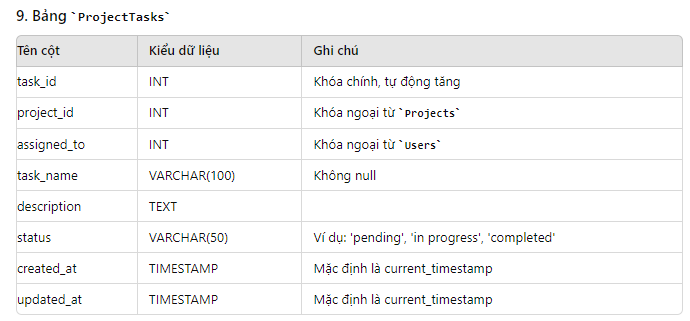 9. Bảng `ProjectTasks`
Tên cột Kiểu dữ liệu Ghi chú
task_id INT Khóa chính, tự động tăng
project_id INT Khóa ngoại từ `Projects`
assigned_to INT Khóa ngoại từ `Users`
task_name VARCHAR(100) Không null
description TEXT
status VARCHAR(50) Ví dụ: 'pending', 'in progress', 'completed'
created_at TIMESTAMP Mặc định là current_timestamp
updated_at TIMESTAMP Mặc định là current_timestamp